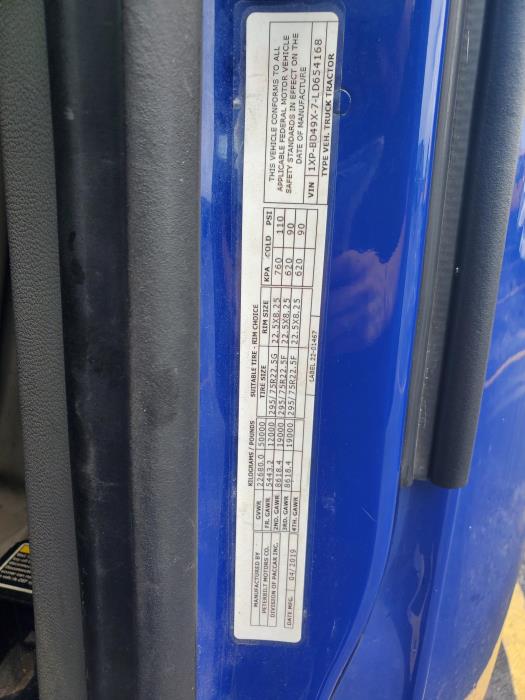 MANUFACTURED BY
PETERBILT MOTORS CO.
DIVISION OF PACCAR INC.
DATE MFG. 04/2019
KILOGRAMS / POUNDS
GVWR 22680.0 50000
FR. GAWR 5443.2 12000
2ND. GAWR 8618.4 19000
3RD. GAWR 8618.4 19000
4TH. GAWR
SUITABLE TIRE - RIM CHOICE
TIRE SIZE RIM SIZE KPA COLD PSI
295/75R22.5G 22.5X8.25 760 110
295/75R22.5F 22.5X8.25 620 90
295/75R22.5F 22.5X8.25 620 90
LABEL 22-01467
THIS VEHICLE CONFORMS TO ALL
APPLICABLE FEDERAL MOTOR VEHICLE
SAFETY STANDARDS IN EFFECT ON THE
DATE OF MANUFACTURE
VIN 1XP-BD49X-7-LD654168
TYPE VEH. TRUCK TRACTOR